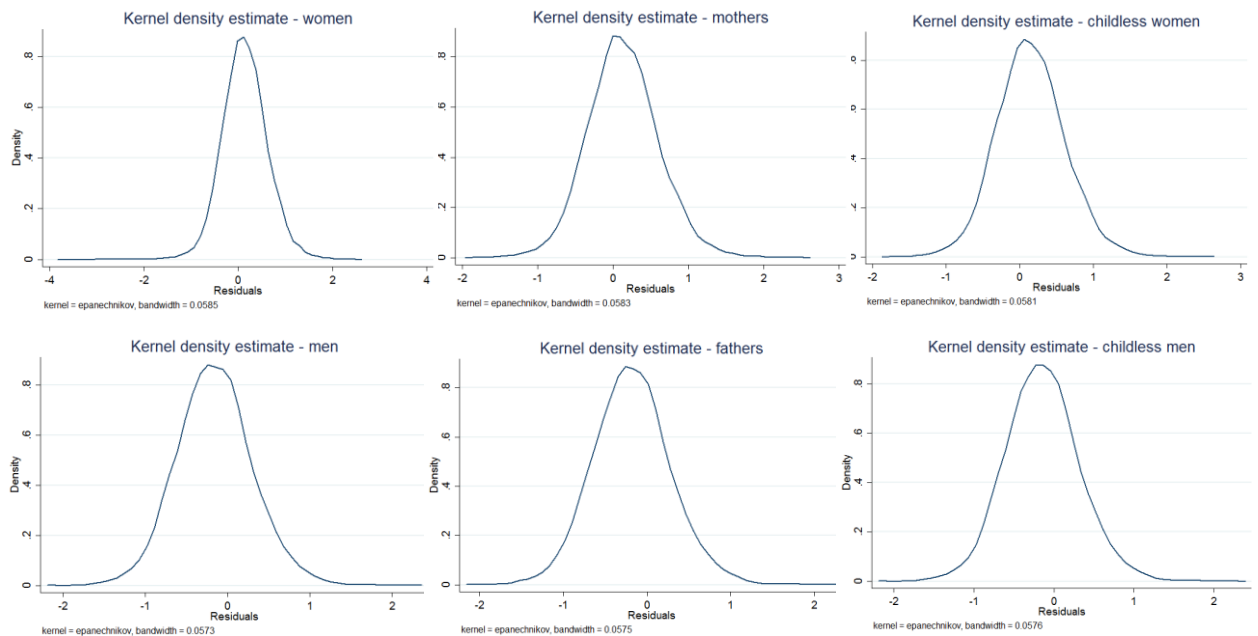 Kernel density estimate - women
Density
0
.2
.4
.6
.8
-4
-2
0
2
4
Residuals
kernel = epanechnikov, bandwidth = 0.0585
Kernel density estimate - mothers
0
.2
.4
.6
.8
-2
-1
0
1
2
3
Residuals
kernel = epanechnikov, bandwidth = 0.0583
Kernel density estimate - childless women
-2
-1
0
1
2
3
Residuals
kernel = epanechnikov, bandwidth = 0.0581
Kernel density estimate - men
Density
0
.2
.4
.6
.8
-2
-1
0
1
2
Residuals
kernel = epanechnikov, bandwidth = 0.0573
Kernel density estimate - fathers
Density
0
.2
.4
.6
.8
-2
-1
0
1
2
Residuals
kernel = epanechnikov, bandwidth = 0.0575
Kernel density estimate - childless men
Density
0
.2
.4
.6
.8
-2
-1
0
1
2
Residuals
kernel = epanechnikov, bandwidth = 0.0576